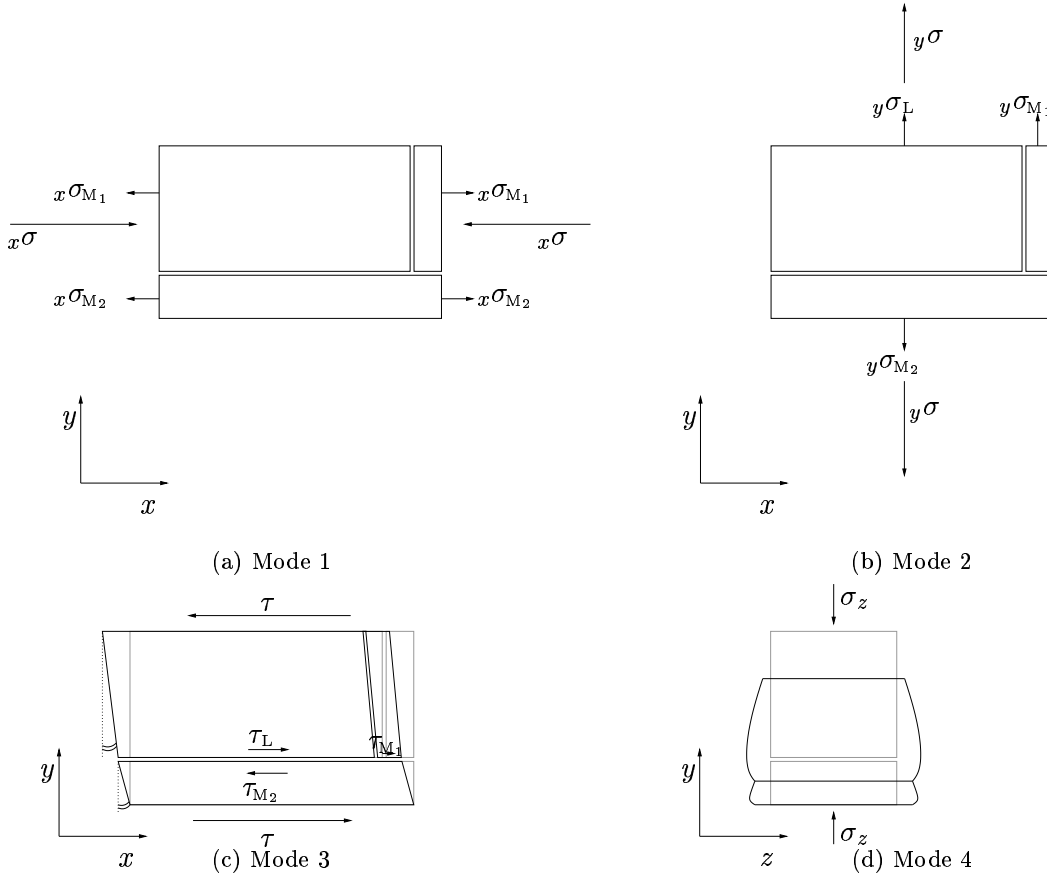 yσ
yσL yσM1
xσM1 xσM1
xσ xσ
xσM2 xσM2
yσM2
y y yσ
x x
(a) Mode 1 (b) Mode 2
τ σz
τL τM1
y y
τM2
τ σz
x z
(c) Mode 3 (d) Mode 4